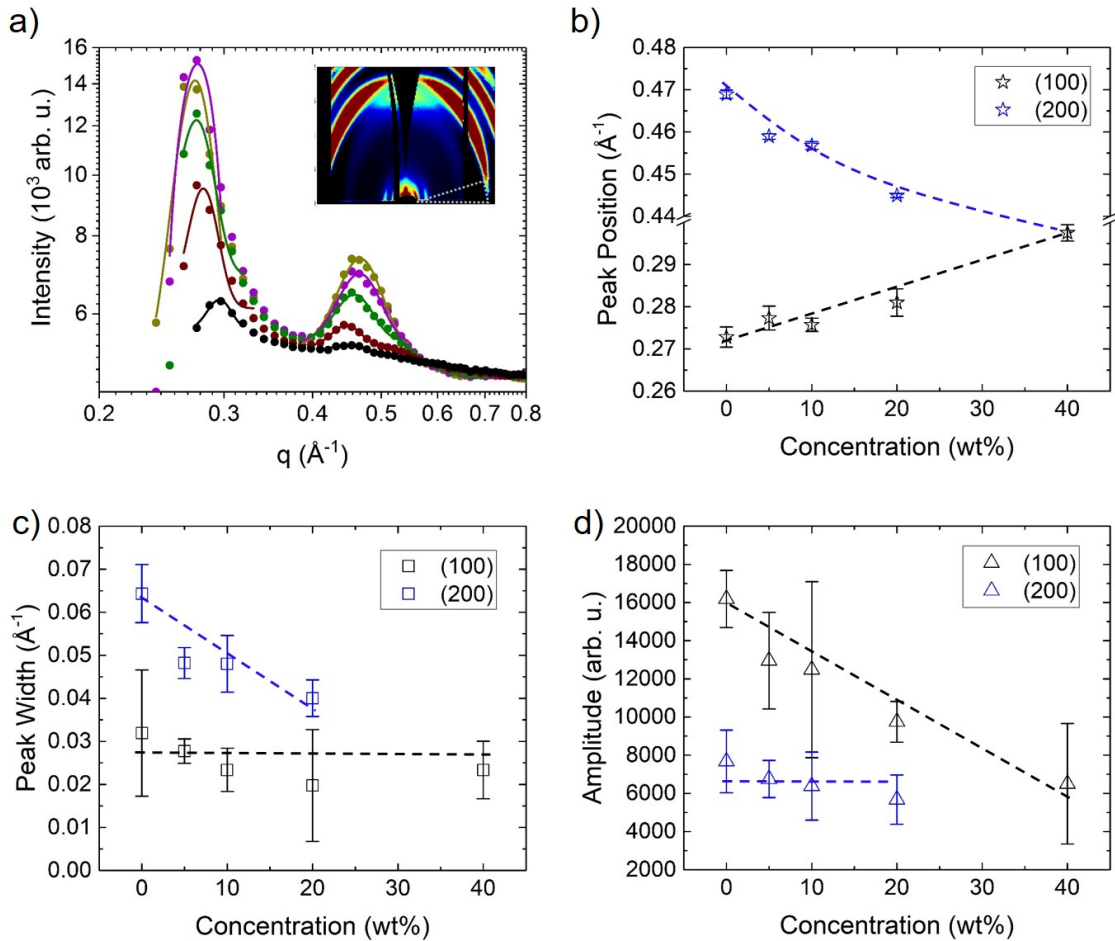 a)
16
14
12
10
8
6
Intensity (10³ arb. u.)
0.2 0.3 0.4 0.5 0.6 0.7 0.8
q (Å⁻¹)
b)
0.48
0.47
0.46
0.45
0.44
0.29
0.28
0.27
0.26
Peak Position (Å⁻¹)
(100)
(200)
0 10 20 30 40
Concentration (wt%)
c)
0.08
0.07
0.06
0.05
0.04
0.03
0.02
0.01
0.00
Peak Width (Å⁻¹)
(100)
(200)
0 10 20 30 40
Concentration (wt%)
d)
20000
18000
16000
14000
12000
10000
8000
6000
4000
2000
Amplitude (arb. u.)
(100)
(200)
0 10 20 30 40
Concentration (wt%)